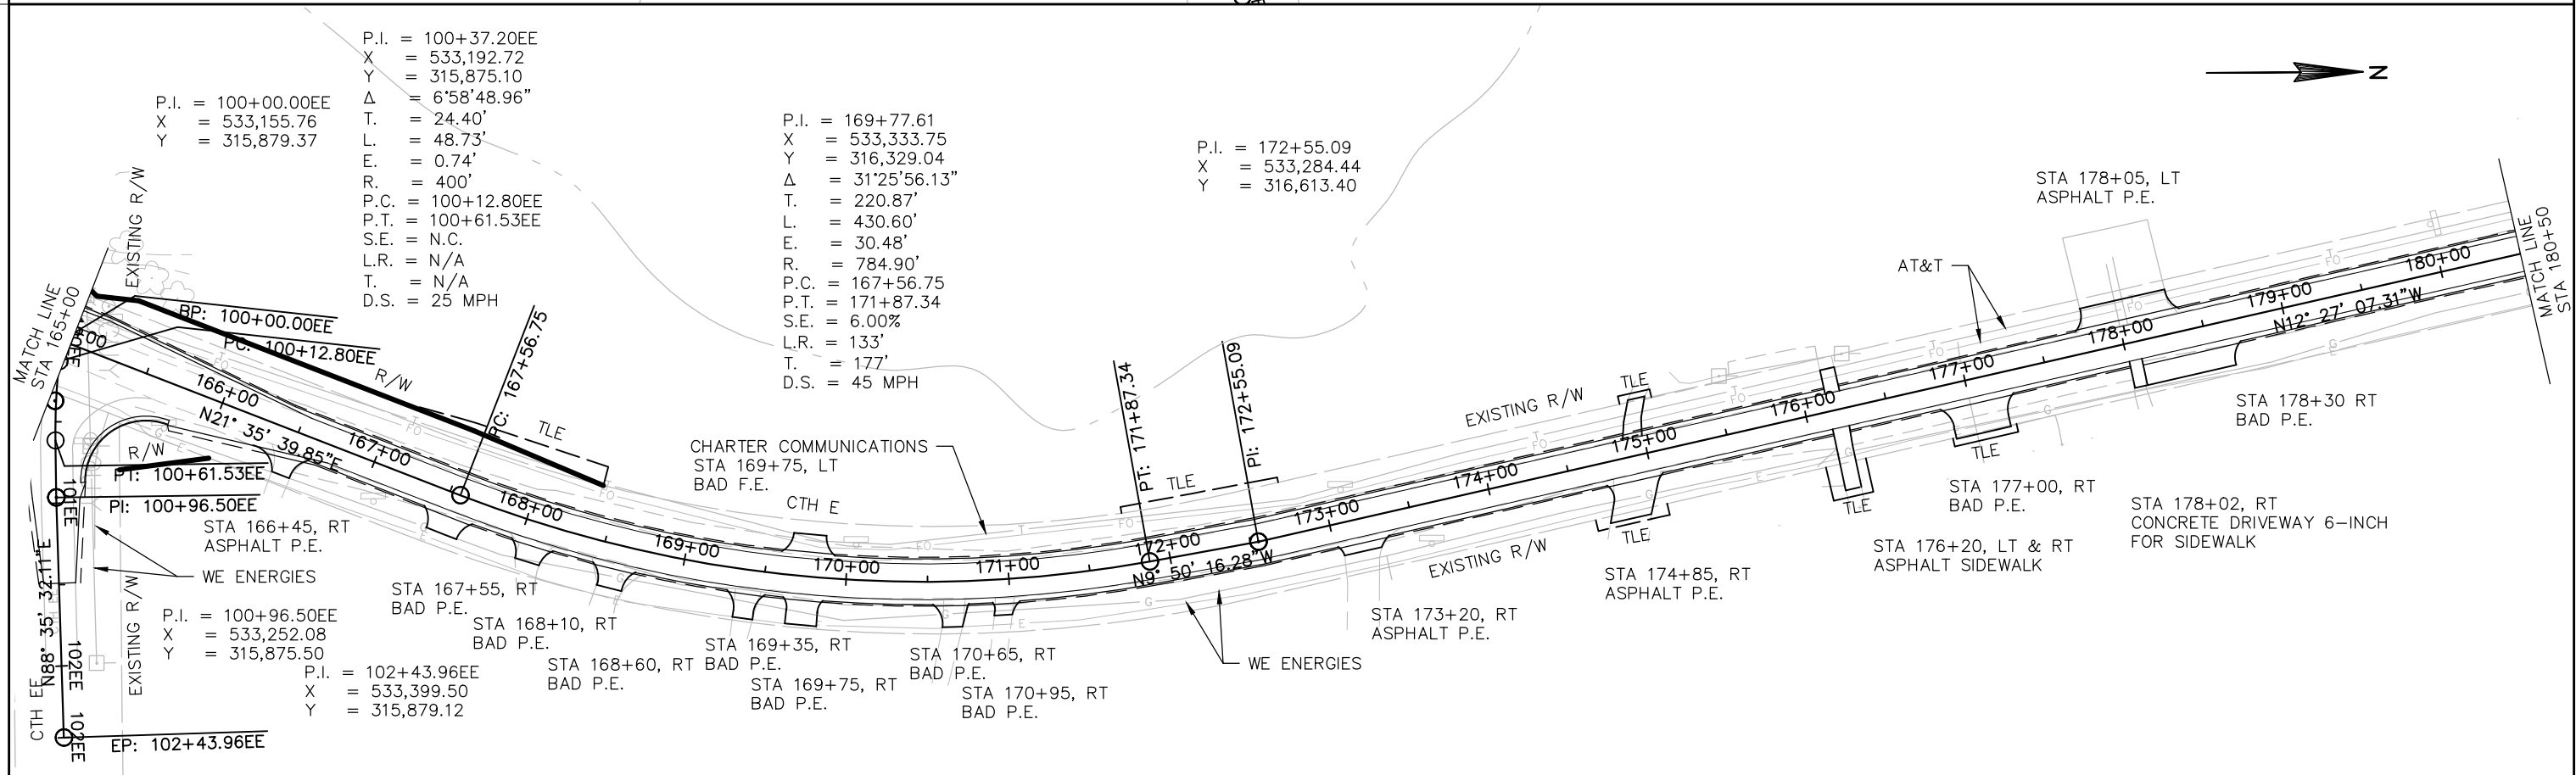 P.I. = 100+00.00EE
X = 533,155.76
Y = 315,879.37
P.I. = 100+37.20EE
X = 533,192.72
Y = 315,875.10
Δ = 6°58'48.96"
T. = 24.40'
L. = 48.73'
E. = 0.74'
R. = 400'
P.C. = 100+12.80EE
P.T. = 100+61.53EE
S.E. = N.C.
L.R. = N/A
T. = N/A
D.S. = 25 MPH
P.I. = 169+77.61
X = 533,333.75
Y = 316,329.04
Δ = 31°25'56.13"
T. = 220.87'
L. = 430.60'
E. = 30.48'
R. = 784.90'
P.C. = 167+56.75
P.T. = 171+87.34
S.E. = 6.00%
L.R. = 133'
T. = 177'
D.S. = 45 MPH
P.I. = 172+55.09
X = 533,284.44
Y = 316,613.40
N
STA 178+05, LT
ASPHALT P.E.
AT&T
MATCH LINE
STA 180+50
MATCH LINE
STA 165+00
EXISTING R/W
BP: 100+00.00EE
PC: 100+12.80EE
R/W
TLE
PC: 167+56.75
166+00
167+00
168+00
169+00
170+00
171+00
172+00
173+00
174+00
175+00
176+00
177+00
178+00
179+00
180+00
N21° 35' 39.85"E
N9° 50' 16.28"W
N12° 27' 07.31"W
PT: 171+87.34
PI: 172+55.09
TLE
EXISTING R/W
TLE
CHARTER COMMUNICATIONS
STA 169+75, LT
BAD F.E.
CTH E
R/W
PT: 100+61.53EE
PI: 100+96.50EE
101EE
STA 166+45, RT
ASPHALT P.E.
WE ENERGIES
EXISTING R/W
N88° 35' 32.11"E
102EE
102EE
CTH EE
EP: 102+43.96EE
P.I. = 100+96.50EE
X = 533,252.08
Y = 315,875.50
P.I. = 102+43.96EE
X = 533,399.50
Y = 315,879.12
STA 167+55, RT
BAD P.E.
STA 168+10, RT
BAD P.E.
STA 168+60, RT
BAD P.E.
STA 169+35, RT
BAD P.E.
STA 169+75, RT
BAD P.E.
STA 170+65, RT
BAD P.E.
STA 170+95, RT
BAD P.E.
WE ENERGIES
EXISTING R/W
STA 173+20, RT
ASPHALT P.E.
TLE
STA 174+85, RT
ASPHALT P.E.
TLE
STA 176+20, LT & RT
ASPHALT SIDEWALK
TLE
STA 177+00, RT
BAD P.E.
STA 178+02, RT
CONCRETE DRIVEWAY 6-INCH
FOR SIDEWALK
STA 178+30 RT
BAD P.E.